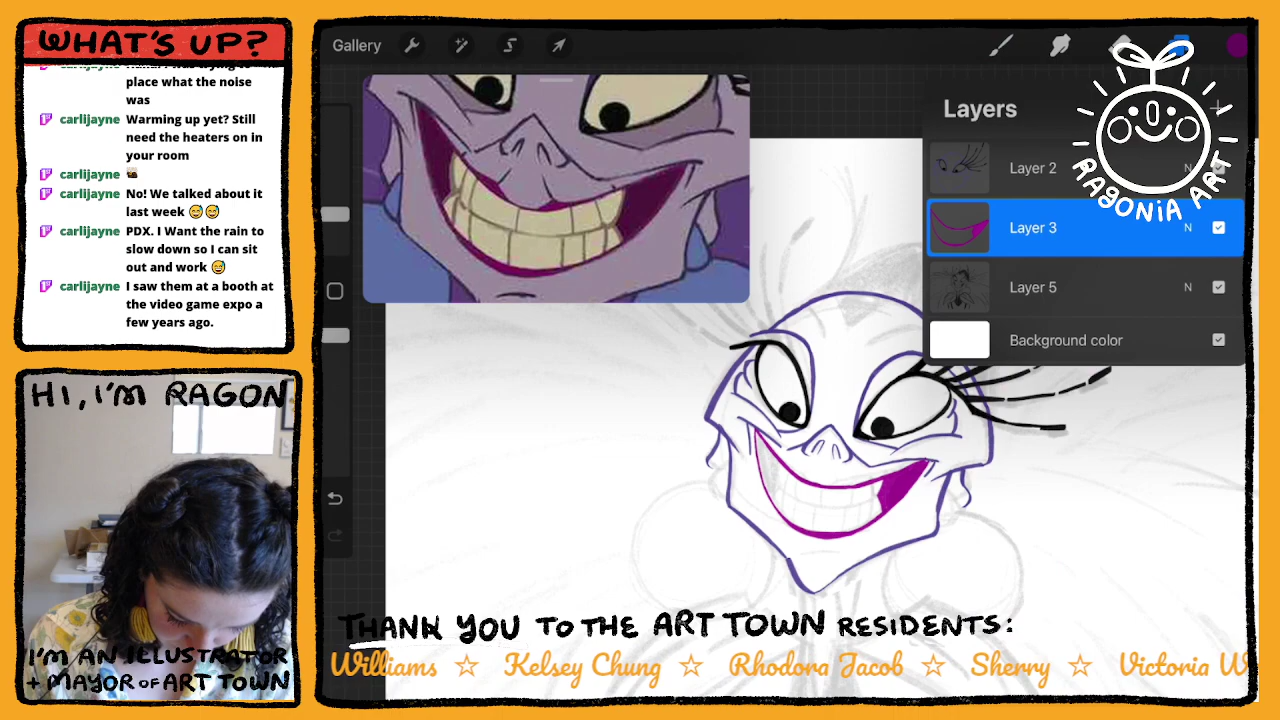 WHAT'S UP?
place what the noise
was
carlijayne Warming up yet? Still
need the heaters on in
your room
carlijayne
carlijayne No! We talked about it
last week 😅😅
carlijayne PDX. I Want the rain to
slow down so I can sit
out and work 😅
carlijayne I saw them at a booth at
the video game expo a
few years ago.
HI, I'M RAGON
I'M AN ILLUSTRATOR
+ MAYOR OF ART TOWN
Gallery
Layers
Layer 2 N
Layer 3 N
Layer 5 N
Background color
RAGONIA ART
THANK YOU TO THE ART TOWN RESIDENTS:
Williams ☆ Kelsey Chung ☆ Rhodora Jacob ☆ Sherry ☆ Victoria W